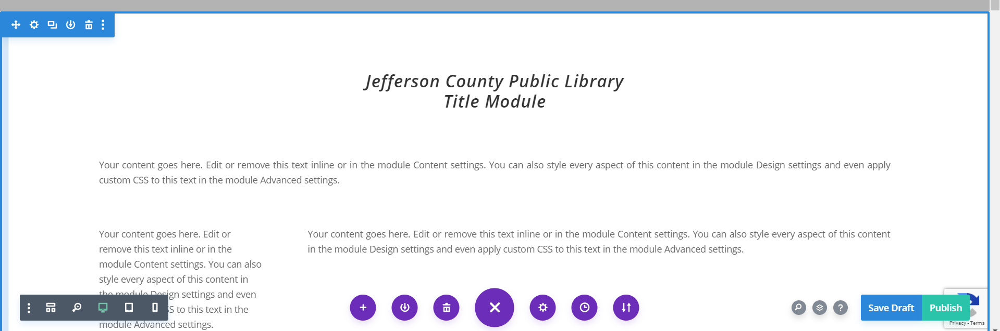 Jefferson County Public Library
Title Module
Your content goes here. Edit or remove this text inline or in the module Content settings. You can also style every aspect of this content in the module Design settings and even apply
custom CSS to this text in the module Advanced settings.
Your content goes here. Edit or
remove this text inline or in the
module Content settings. You can also
style every aspect of this content in
the module Design settings and even
S to this text in the
module Advanced settings.
Your content goes here. Edit or remove this text inline or in the module Content settings. You can also style every aspect of this content
in the module Design settings and even apply custom CSS to this text in the module Advanced settings.
?
Save Draft
Publish
Privacy - Terms